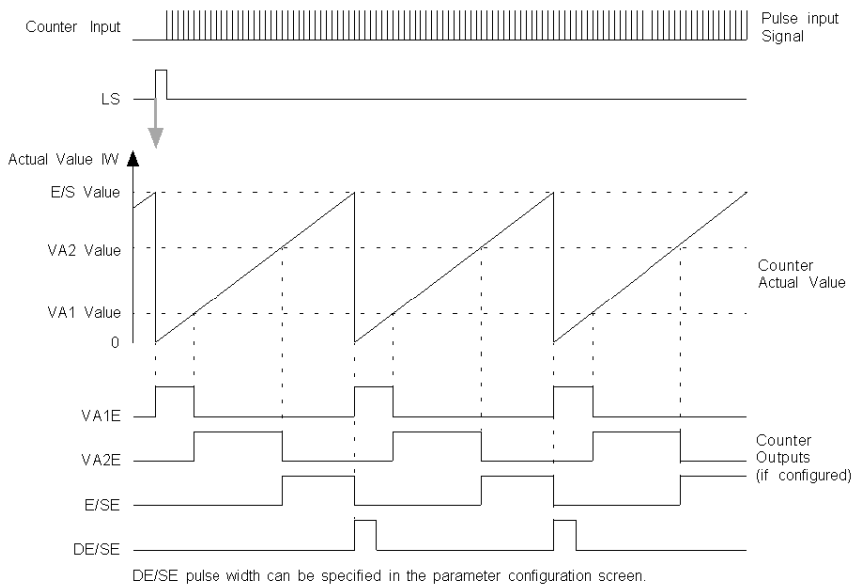 Counter Input
Pulse input
Signal
LS
Actual Value IW
E/S Value
VA2 Value
Counter
Actual Value
VA1 Value
0
VA1E
VA2E
Counter
Outputs
(if configured)
E/SE
DE/SE
DE/SE pulse width can be specified in the parameter configuration screen.